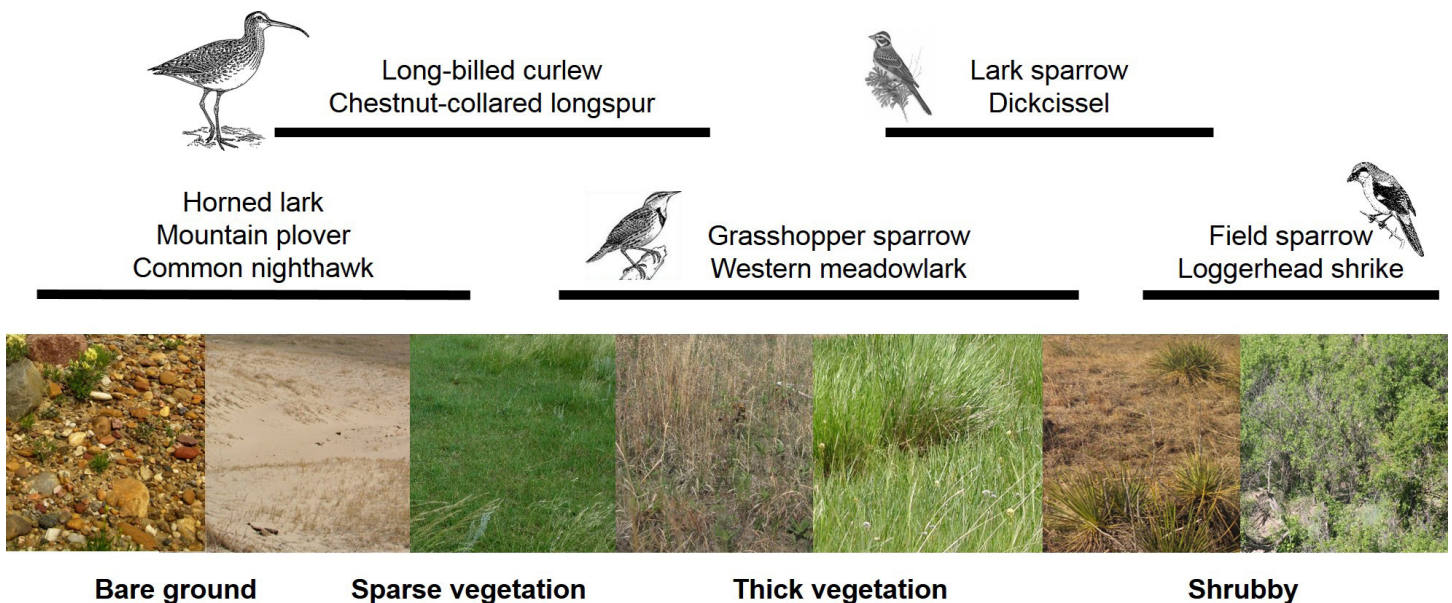 Long-billed curlew
Chestnut-collared longspur
Lark sparrow
Dickcissel
Horned lark
Mountain plover
Common nighthawk
Grasshopper sparrow
Western meadowlark
Field sparrow
Loggerhead shrike
Bare ground
Sparse vegetation
Thick vegetation
Shrubby